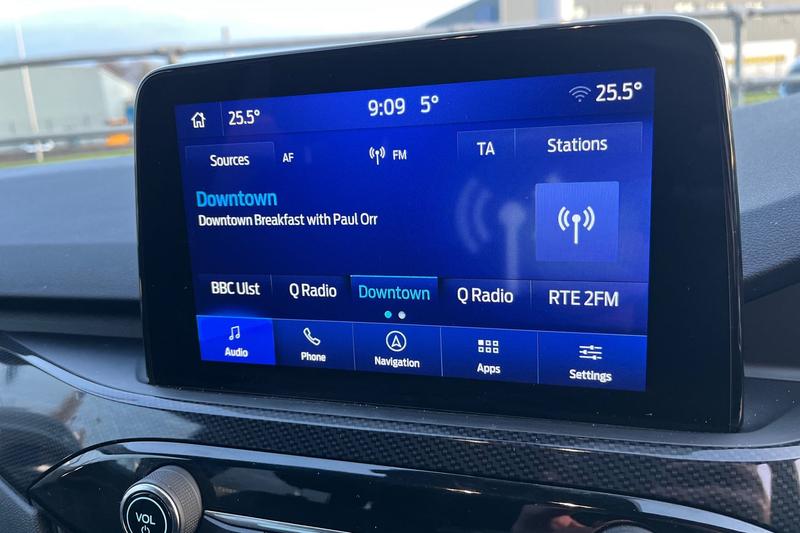 25.5° 9:09 5° 25.5°
Sources AF FM TA Stations
Downtown
Downtown Breakfast with Paul Orr
BBC Ulst Q Radio Downtown Q Radio RTE 2FM
Audio Phone Navigation Apps Settings
VOL